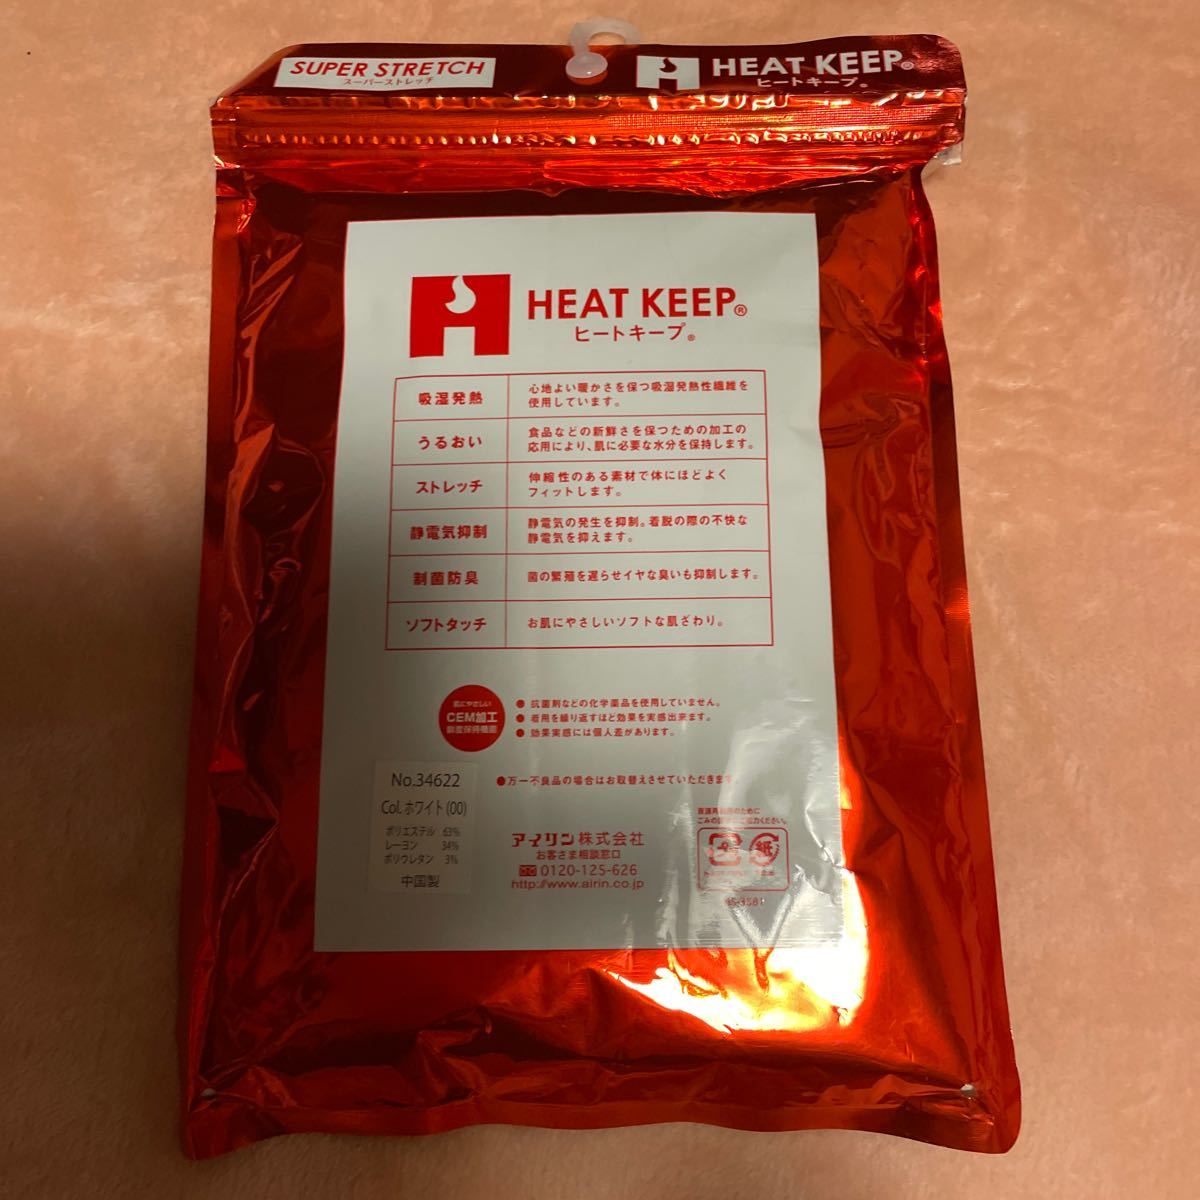 SUPER STRETCH
スーパーストレッチ
HEAT KEEP®
ヒートキープ®
HEAT KEEP®
ヒートキープ®
吸湿発熱
心地よい暖かさを保つ吸湿発熱性繊維を
使用しています。
うるおい
食品などの新鮮さを保つための加工の
応用により、肌に必要な水分を保持します。
ストレッチ
伸縮性のある素材で体にほどよく
フィットします。
静電気抑制
静電気の発生を抑制。着脱の際の不快な
静電気を抑えます。
制菌防臭
菌の繁殖を遅らせイヤな臭いも抑制します。
ソフトタッチ
お肌にやさしいソフトな肌ざわり。
肌にやさしい
CEM加工
鮮度保持機能
● 抗菌剤などの化学薬品を使用していません。
● 着用を繰り返すほど効果を実感出来ます。
● 効果実感には個人差があります。
●万一不良品の場合はお取替えさせていただきます
No.34622
Col.ホワイト(00)
ポリエステル 63%
レーヨン 34%
ポリウレタン 3%
中国製
アイリン株式会社
お客さま相談窓口
0120-125-626
http://www.airin.co.jp
紙